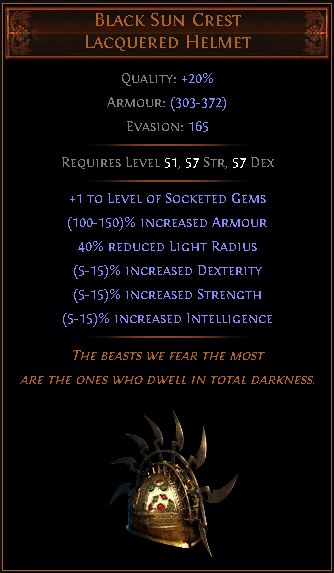 Black Sun Crest
Lacquered Helmet
Quality: +20%
Armour: (303-372)
Evasion: 165
Requires Level 51, 57 Str, 57 Dex
+1 to Level of Socketed Gems
(100-150)% increased Armour
40% reduced Light Radius
(5-15)% increased Dexterity
(5-15)% increased Strength
(5-15)% increased Intelligence
The beasts we fear the most
are the ones who dwell in total darkness.